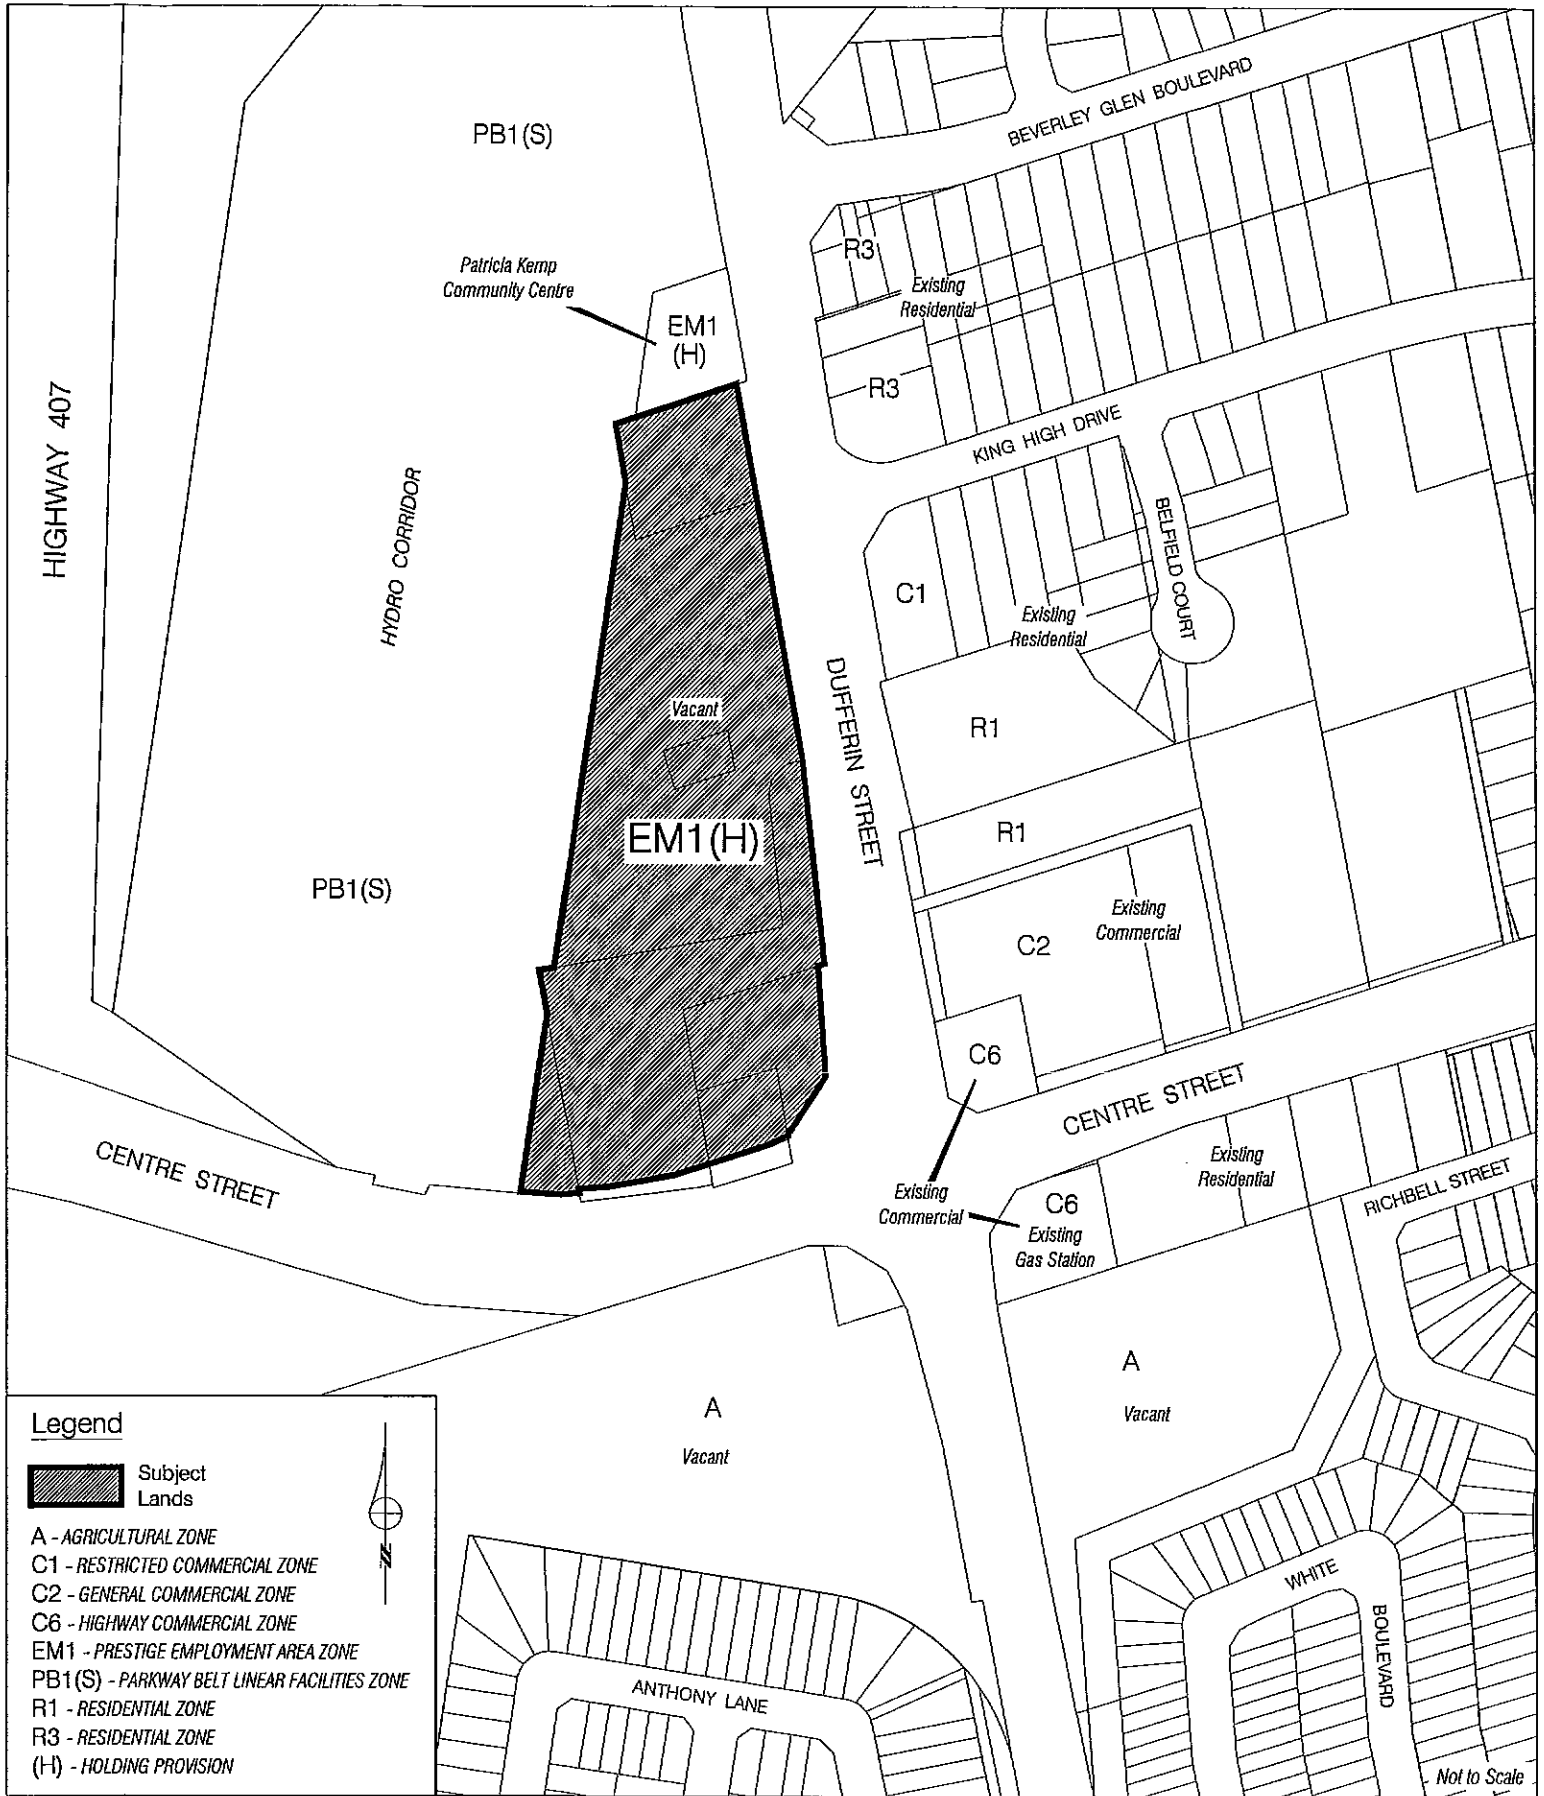 BEVERLEY GLEN BOULEVARD
PB1(S)
R3
Patricia Kemp
Community Centre
Existing
Residential
EM1
(H)
R3
HIGHWAY 407
KING HIGH DRIVE
HYDRO CORRIDOR
BELFIELD COURT
C1
Existing
Residential
DUFFERIN STREET
Vacant
R1
EM1(H)
R1
PB1(S)
Existing
Commercial
C2
C6
CENTRE STREET
CENTRE STREET
Existing
Residential
RICHBELL STREET
Existing
Commercial
C6
Existing
Gas Station
A
Vacant
A
Vacant
Legend
Subject
Lands
N
A - AGRICULTURAL ZONE
C1 - RESTRICTED COMMERCIAL ZONE
C2 - GENERAL COMMERCIAL ZONE
C6 - HIGHWAY COMMERCIAL ZONE
EM1 - PRESTIGE EMPLOYMENT AREA ZONE
PB1(S) - PARKWAY BELT LINEAR FACILITIES ZONE
R1 - RESIDENTIAL ZONE
R3 - RESIDENTIAL ZONE
(H) - HOLDING PROVISION
WHITE
BOULEVARD
ANTHONY LANE
Not to Scale